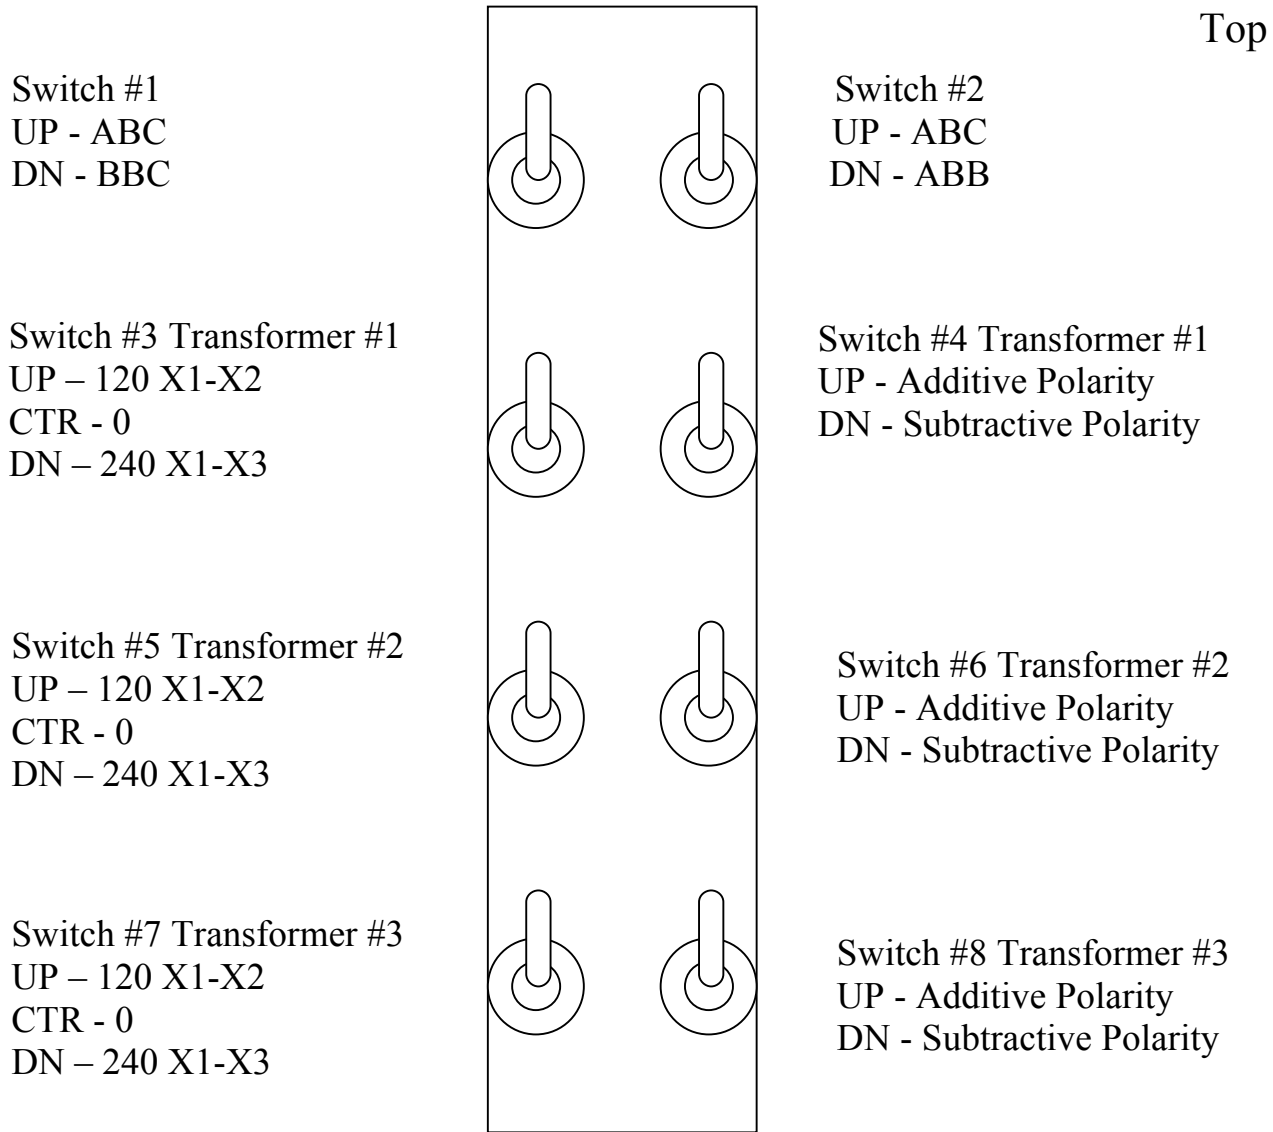 Top
Switch #1
UP - ABC
DN - BBC
Switch #2
UP - ABC
DN - ABB
Switch #3 Transformer #1
UP – 120 X1-X2
CTR - 0
DN – 240 X1-X3
Switch #4 Transformer #1
UP - Additive Polarity
DN - Subtractive Polarity
Switch #5 Transformer #2
UP – 120 X1-X2
CTR - 0
DN – 240 X1-X3
Switch #6 Transformer #2
UP - Additive Polarity
DN - Subtractive Polarity
Switch #7 Transformer #3
UP – 120 X1-X2
CTR - 0
DN – 240 X1-X3
Switch #8 Transformer #3
UP - Additive Polarity
DN - Subtractive Polarity